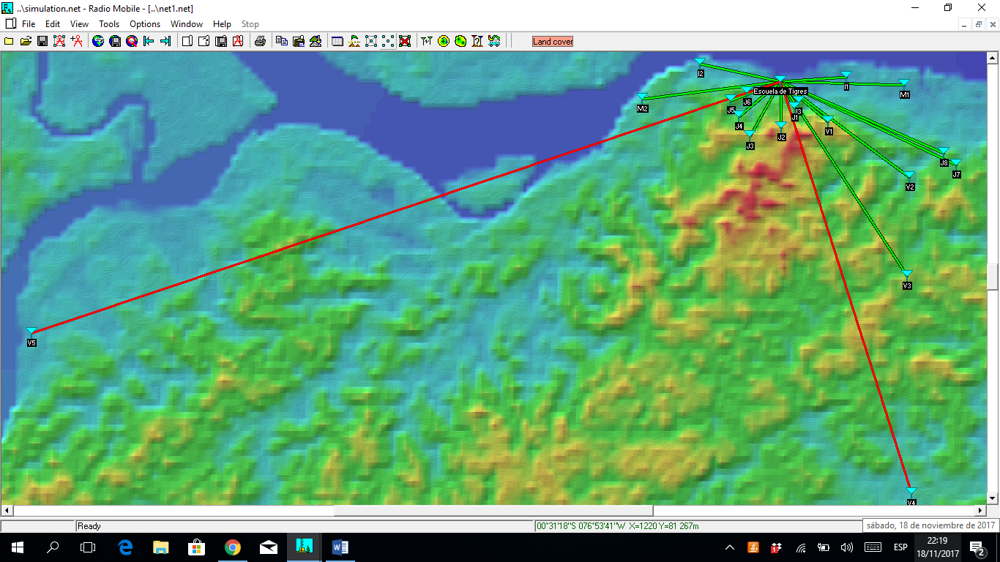 ..\simulation.net - Radio Mobile - [..\net1.net]
File Edit View Tools Options Window Help Stop
Land cover
I2
Escuela de Tigres
I1
M1
M2
J6
J5
I3
J1
J4
V1
J2
J3
J8
J7
V2
V3
V5
V4
Ready
00°31'18''S 076°53'41''W X=1220 Y=81 267m
sábado, 18 de noviembre de 2017
ESP
22:19
18/11/2017
2